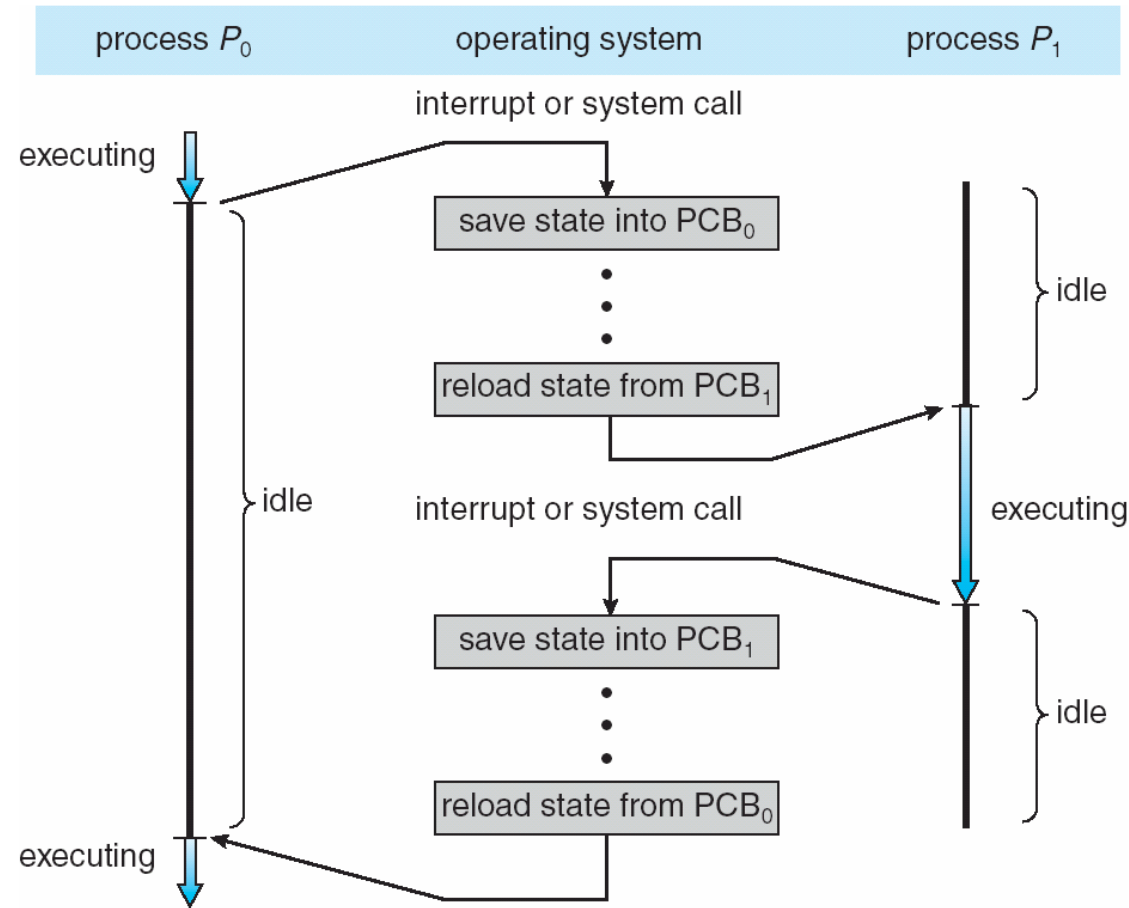 process P₀ operating system process P₁
interrupt or system call
executing
save state into PCB₀
idle
reload state from PCB₁
idle
interrupt or system call
executing
save state into PCB₁
idle
reload state from PCB₀
executing